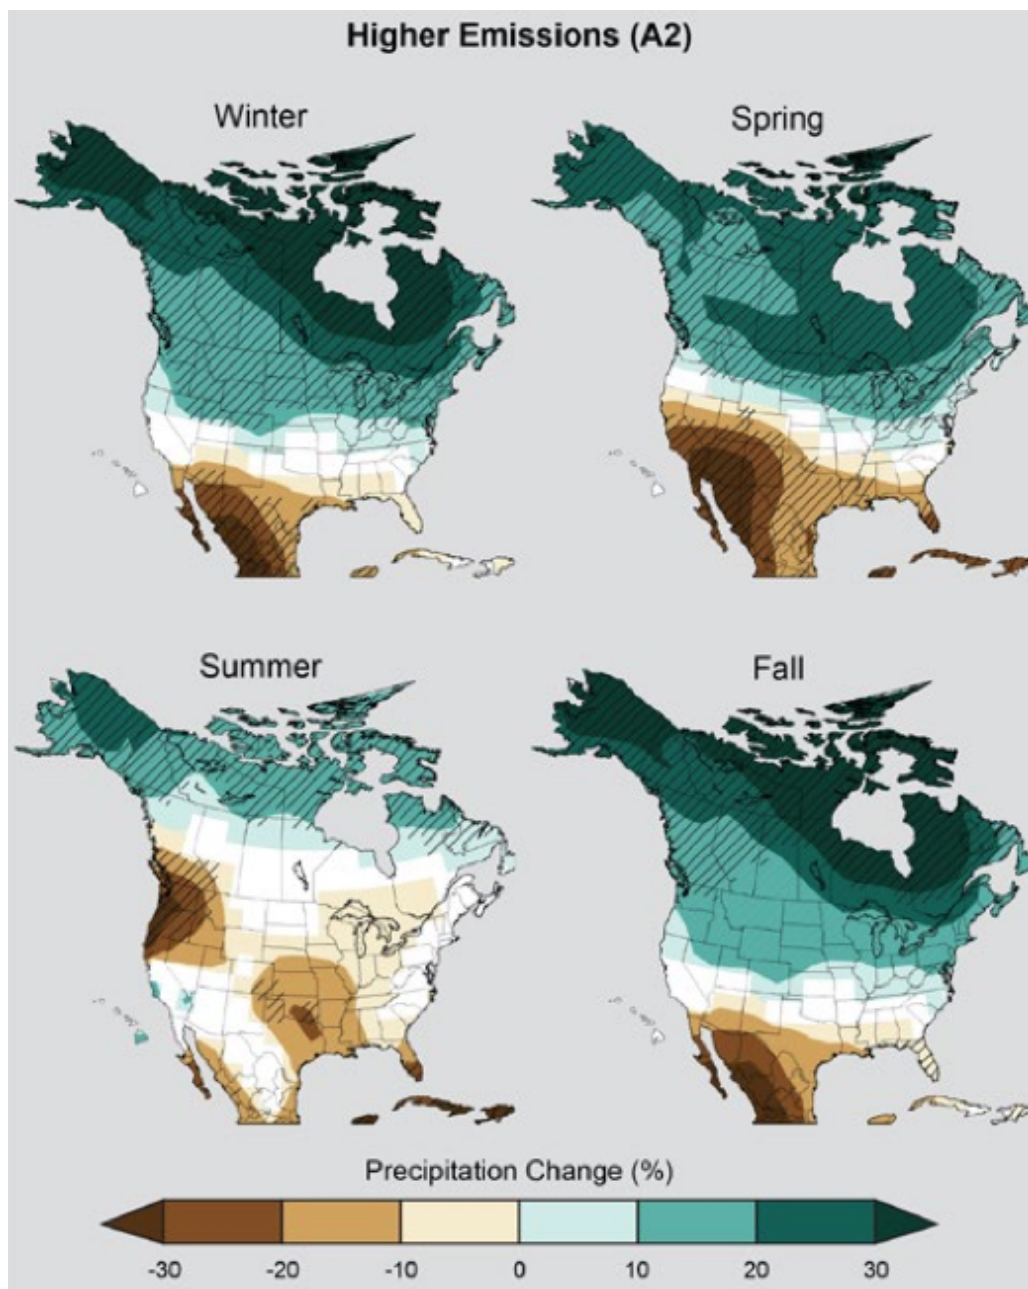 Higher Emissions (A2)
Winter
Spring
Summer
Fall
Precipitation Change (%)
-30 -20 -10 0 10 20 30